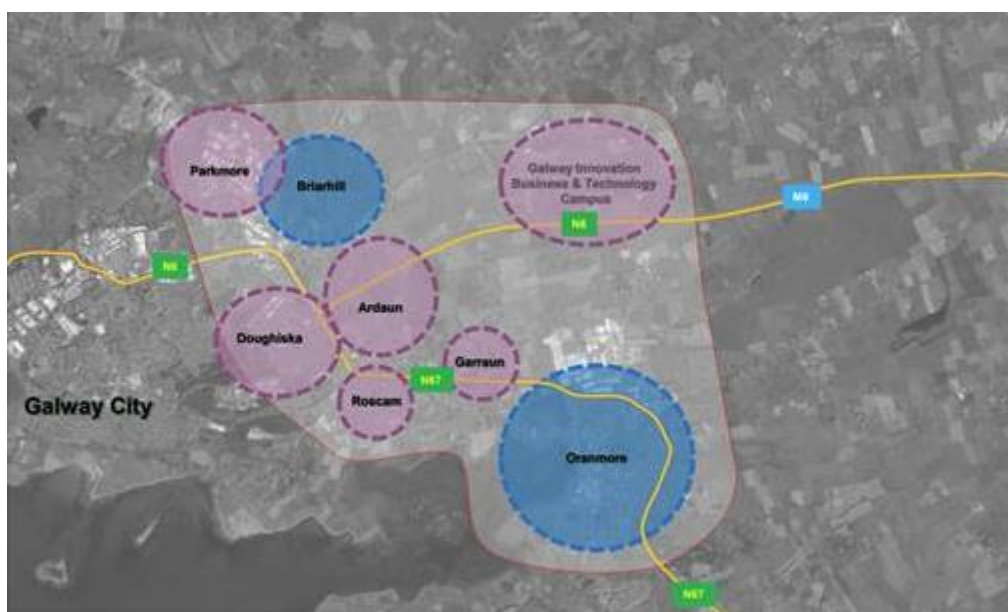 Parkmore
Briarhill
Galway Innovation
Business & Technology
Campus
M6
N6
N6
Ardaun
Doughiska
Garraun
N67
Roscam
Galway City
Oranmore
N67